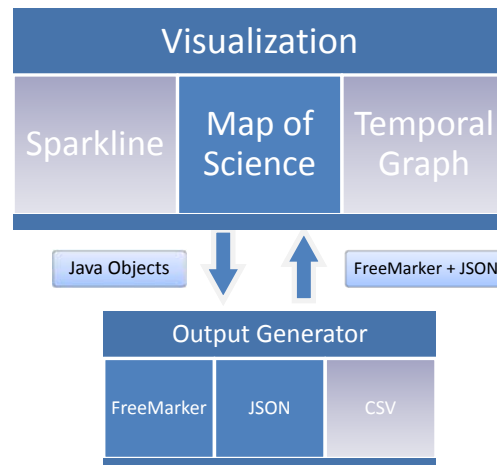 Visualization
Sparkline
Map of
Science
Temporal
Graph
Java Objects
FreeMarker + JSON
Output Generator
FreeMarker
JSON
CSV